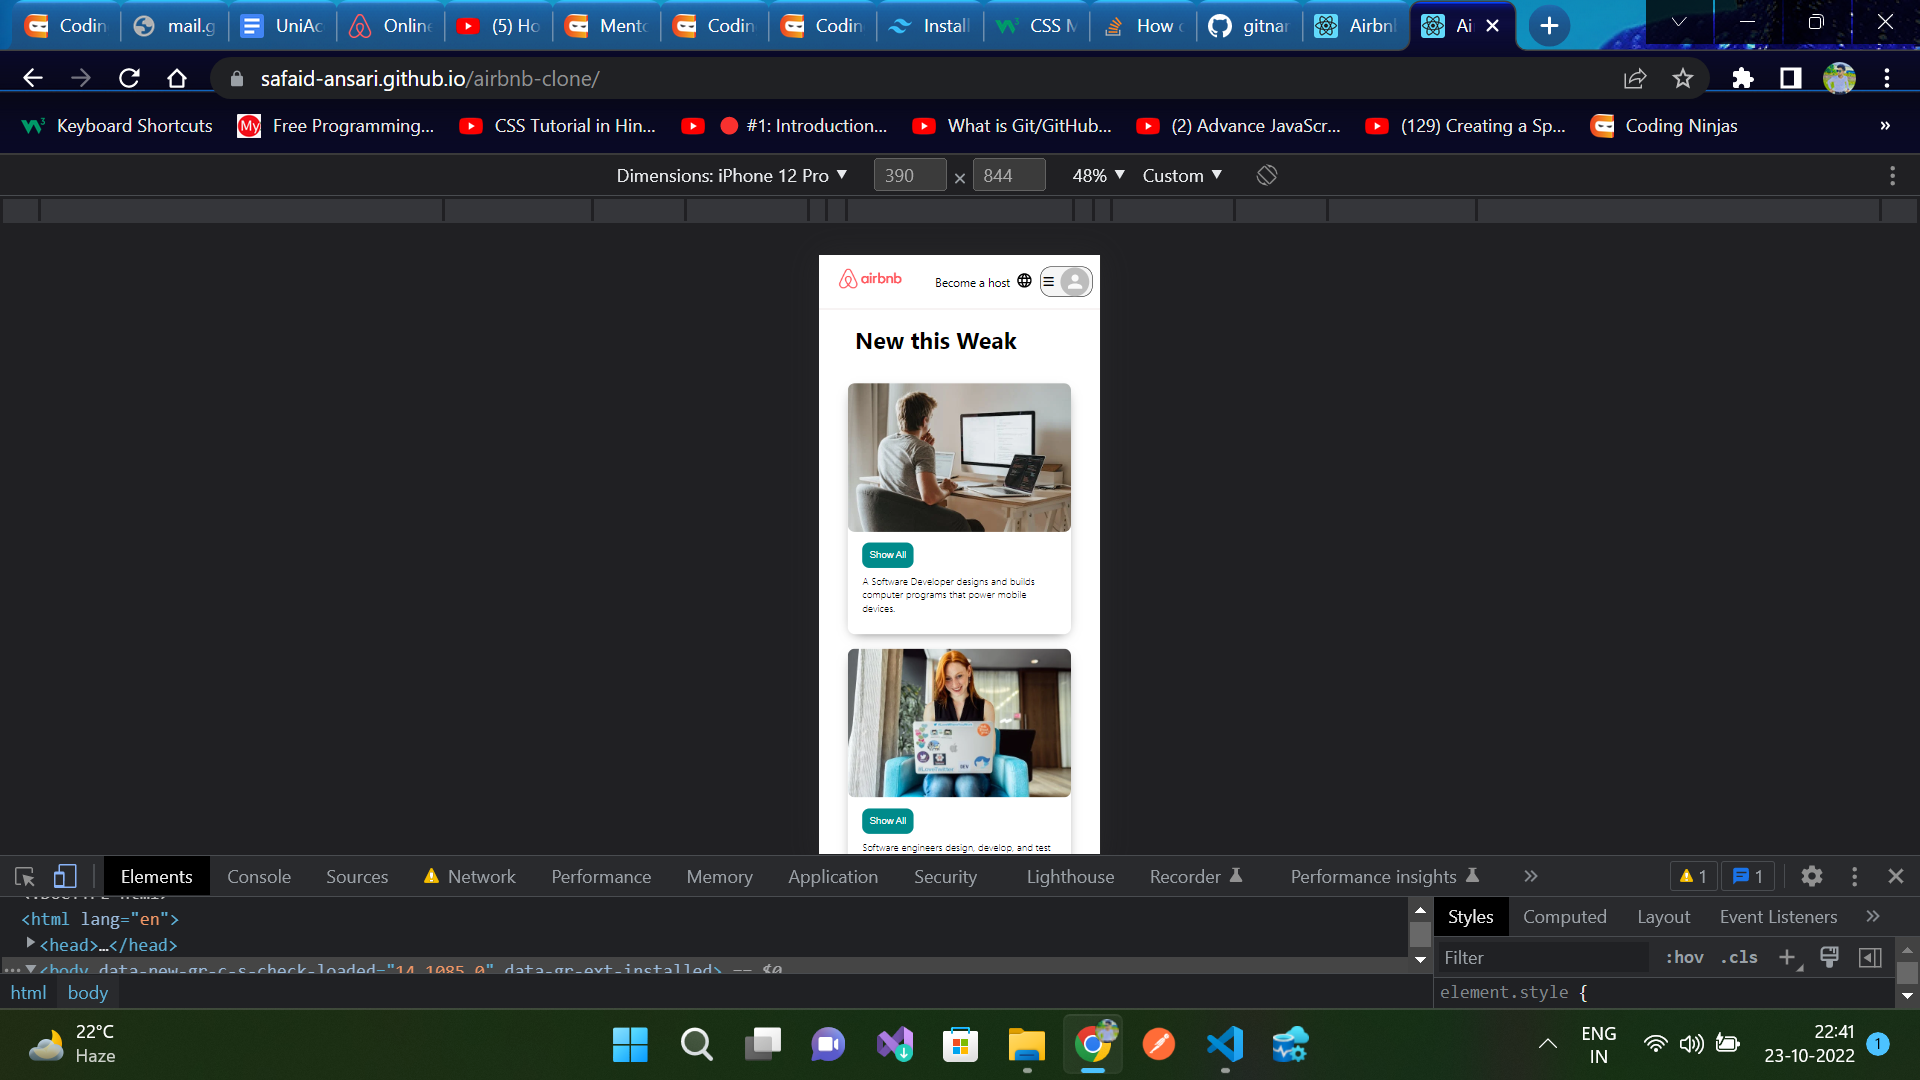 Codin
mail.g
UniAc
Online
(5) Ho
Mento
Codin
Codin
Install
CSS M
How
gitnar
Airbnb
Ai
safaid-ansari.github.io/airbnb-clone/
Keyboard Shortcuts
My
Free Programming...
CSS Tutorial in Hin...
#1: Introduction...
What is Git/GitHub...
(2) Advance JavaScr...
(129) Creating a Sp...
Coding Ninjas
»
Dimensions: iPhone 12 Pro
390 × 844
48%
Custom
airbnb
Become a host
New this Weak
Show All
A Software Developer designs and builds
computer programs that power mobile
devices.
Show All
Software engineers design, develop, and test
Elements
Console
Sources
Network
Performance
Memory
Application
Security
Lighthouse
Recorder
Performance insights
»
1
1
<!DOCTYPE html>
<html lang="en">
<head>…</head>
<body data-new-gr-c-s-check-loaded="14.1085.0" data-gr-ext-installed> == $0
html body
Styles
Computed
Layout
Event Listeners
»
Filter
:hov
.cls
element.style {
22°C
Haze
ENG
IN
22:41
23-10-2022
1